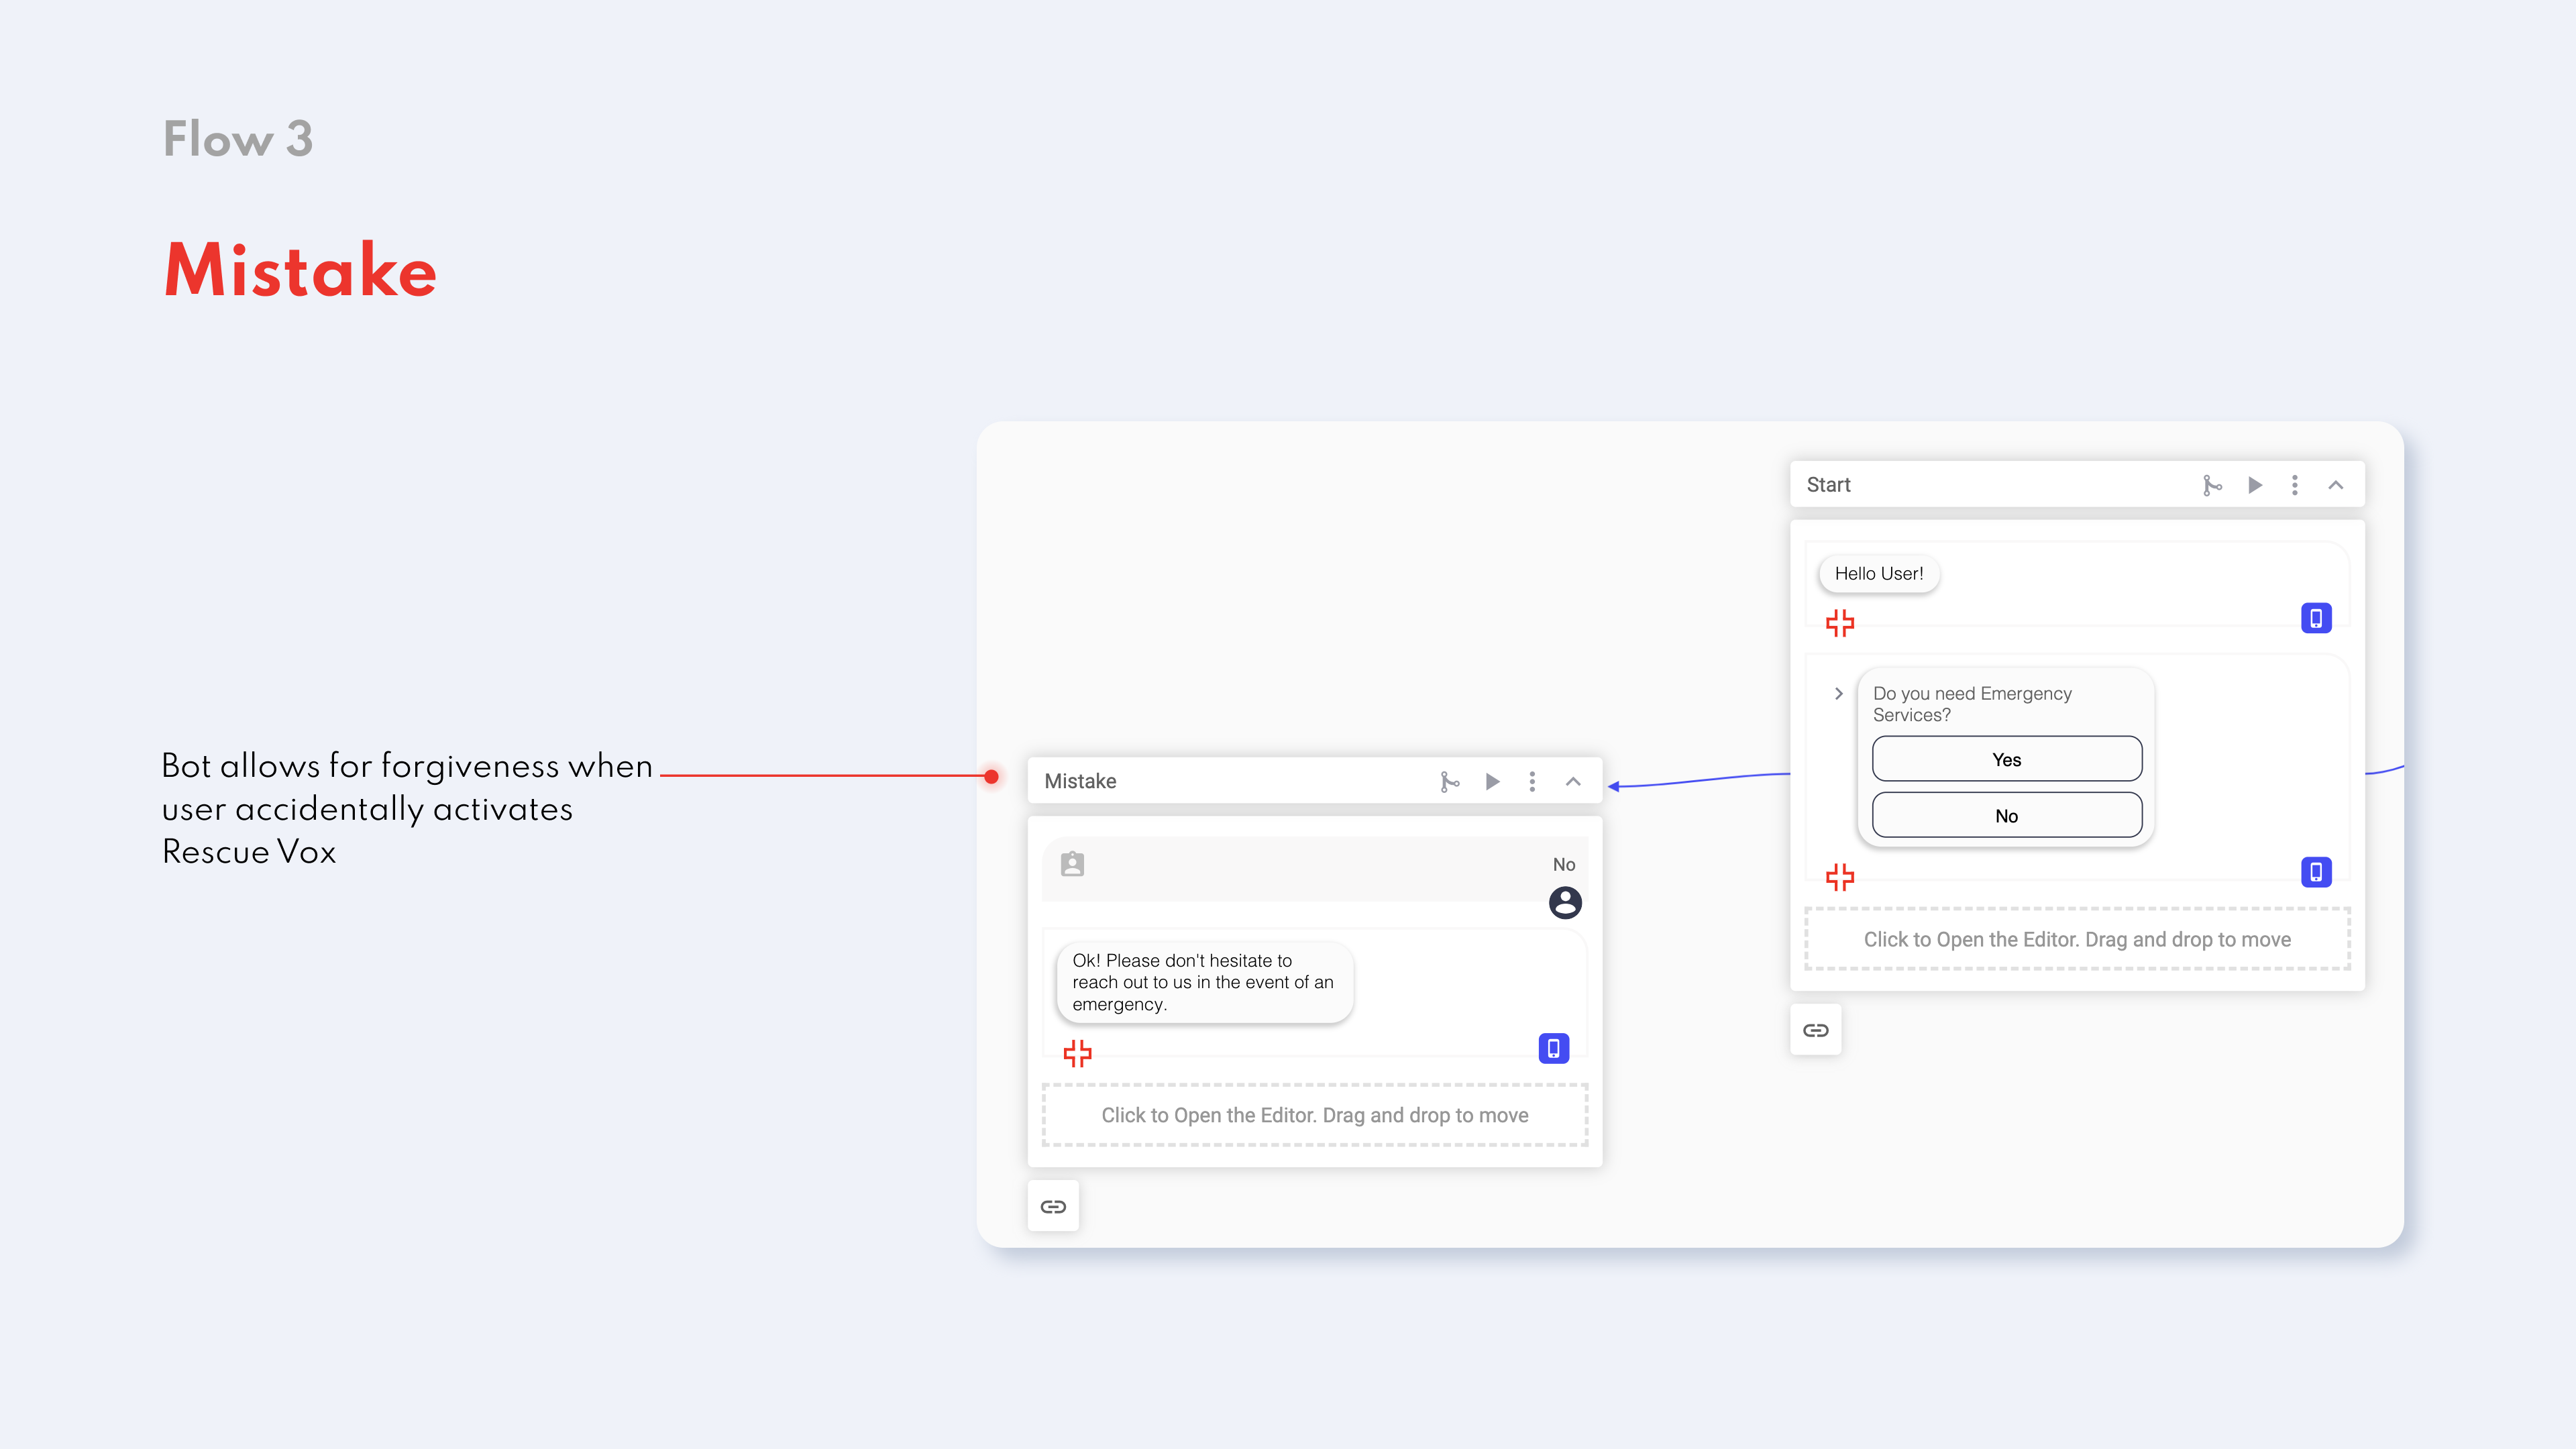 Flow 3
Mistake
Bot allows for forgiveness when
user accidentally activates
Rescue Vox
Mistake
No
Ok! Please don't hesitate to
reach out to us in the event of an
emergency.
Click to Open the Editor. Drag and drop to move
Start
Hello User!
Do you need Emergency
Services?
Yes
No
Click to Open the Editor. Drag and drop to move